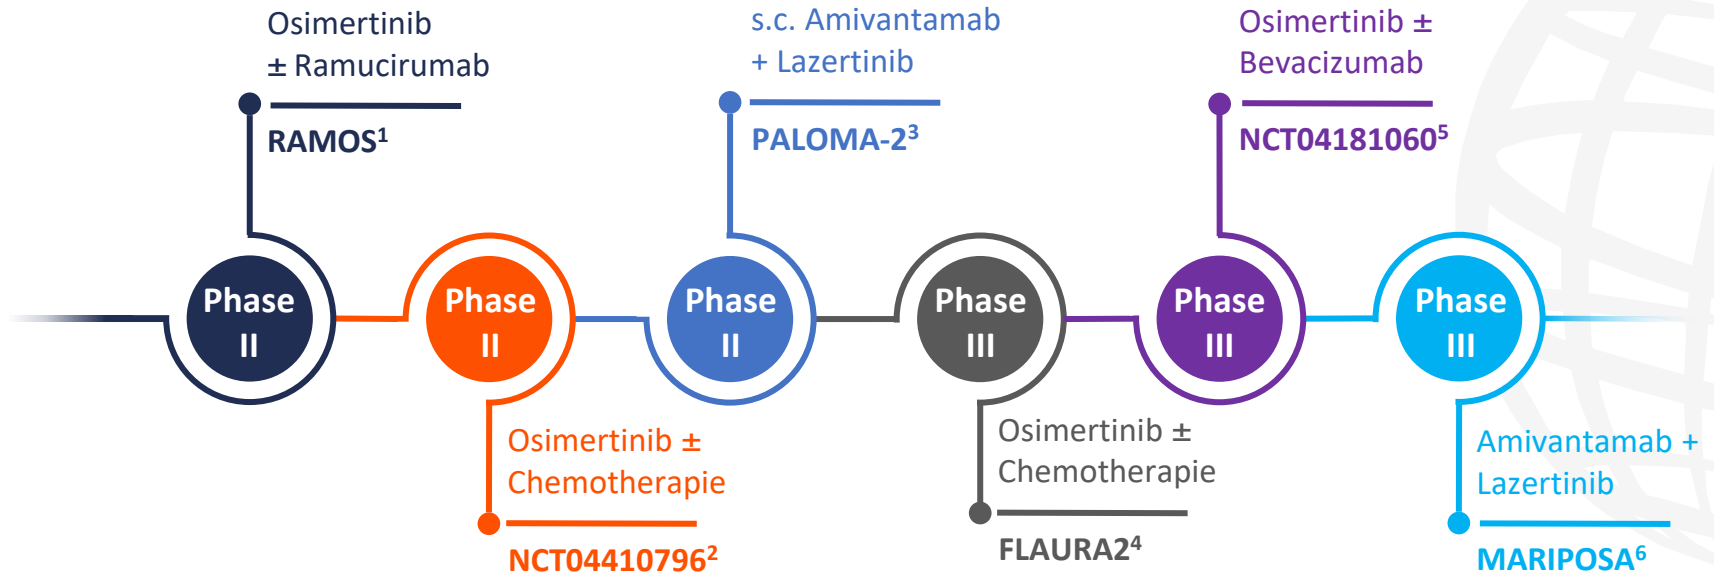 Osimertinib
± Ramucirumab
RAMOS¹
s.c. Amivantamab
+ Lazertinib
PALOMA-2³
Osimertinib ±
Bevacizumab
NCT04181060⁵
Phase
II
Phase
II
Phase
II
Phase
III
Phase
III
Phase
III
Osimertinib ±
Chemotherapie
NCT04410796²
Osimertinib ±
Chemotherapie
FLAURA2⁴
Amivantamab +
Lazertinib
MARIPOSA⁶